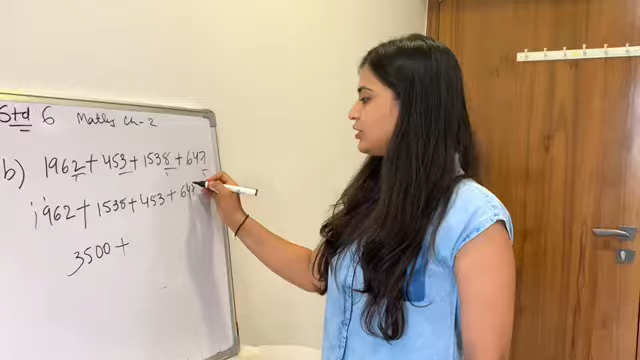 Std 6 Maths Ch-2
b) 1962 + 453 + 1538 + 647
1962 + 1538 + 453 + 647
3500 +